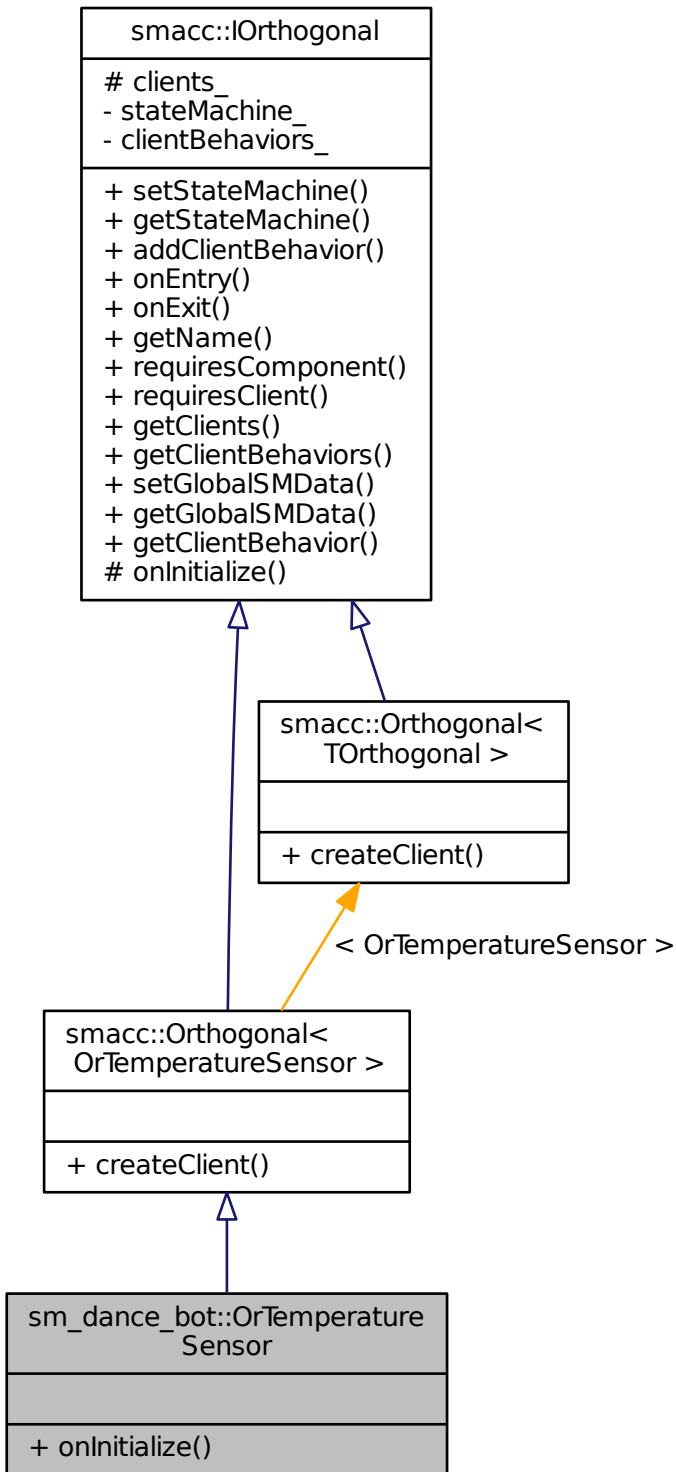 smacc::IOrthogonal
# clients_
- stateMachine_
- clientBehaviors_
+ setStateMachine()
+ getStateMachine()
+ addClientBehavior()
+ onEntry()
+ onExit()
+ getName()
+ requiresComponent()
+ requiresClient()
+ getClients()
+ getClientBehaviors()
+ setGlobalSMData()
+ getGlobalSMData()
+ getClientBehavior()
# onInitialize()
smacc::Orthogonal<
TOrthogonal >
+ createClient()
< OrTemperatureSensor >
smacc::Orthogonal<
OrTemperatureSensor >
+ createClient()
sm_dance_bot::OrTemperature
Sensor
+ onInitialize()